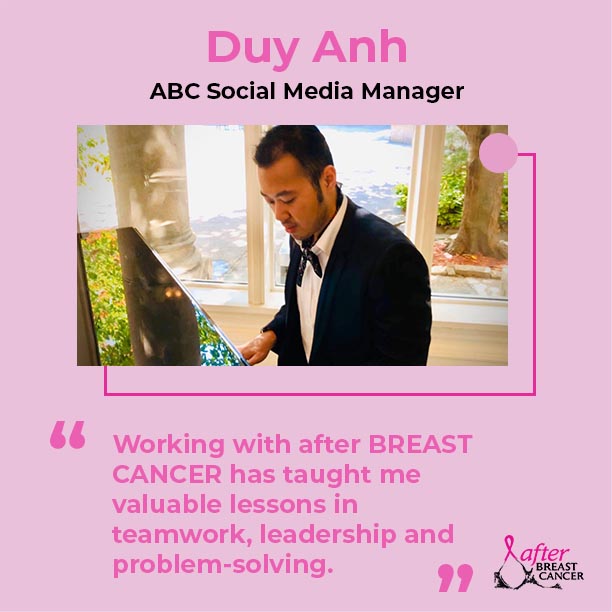 Duy Anh
ABC Social Media Manager
“
Working with after BREAST
CANCER has taught me
valuable lessons in
teamwork, leadership and
problem-solving.
”
after
BREAST
CANCER